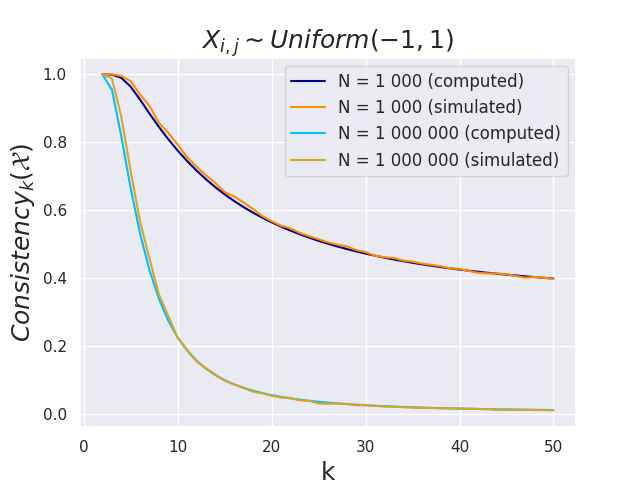 X_{i,j} ~ Uniform(−1, 1)
1.0
0.8
0.6
0.4
0.2
0.0
Consistency_k(𝒳)
N = 1 000 (computed)
N = 1 000 (simulated)
N = 1 000 000 (computed)
N = 1 000 000 (simulated)
0 10 20 30 40 50
k